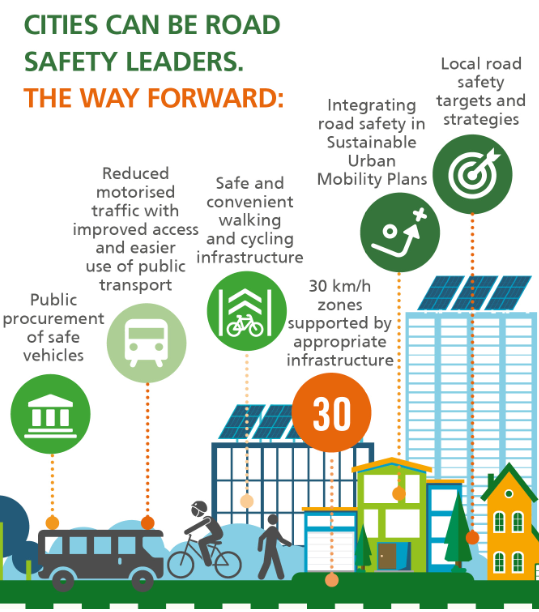 CITIES CAN BE ROAD
SAFETY LEADERS.
THE WAY FORWARD:
Public
procurement
of safe
vehicles
Reduced
motorised
traffic with
improved access
and easier
use of public
transport
Safe and
convenient
walking
and cycling
infrastructure
30 km/h
zones
supported by
appropriate
infrastructure
30
Integrating
road safety in
Sustainable
Urban
Mobility Plans
Local road
safety
targets and
strategies